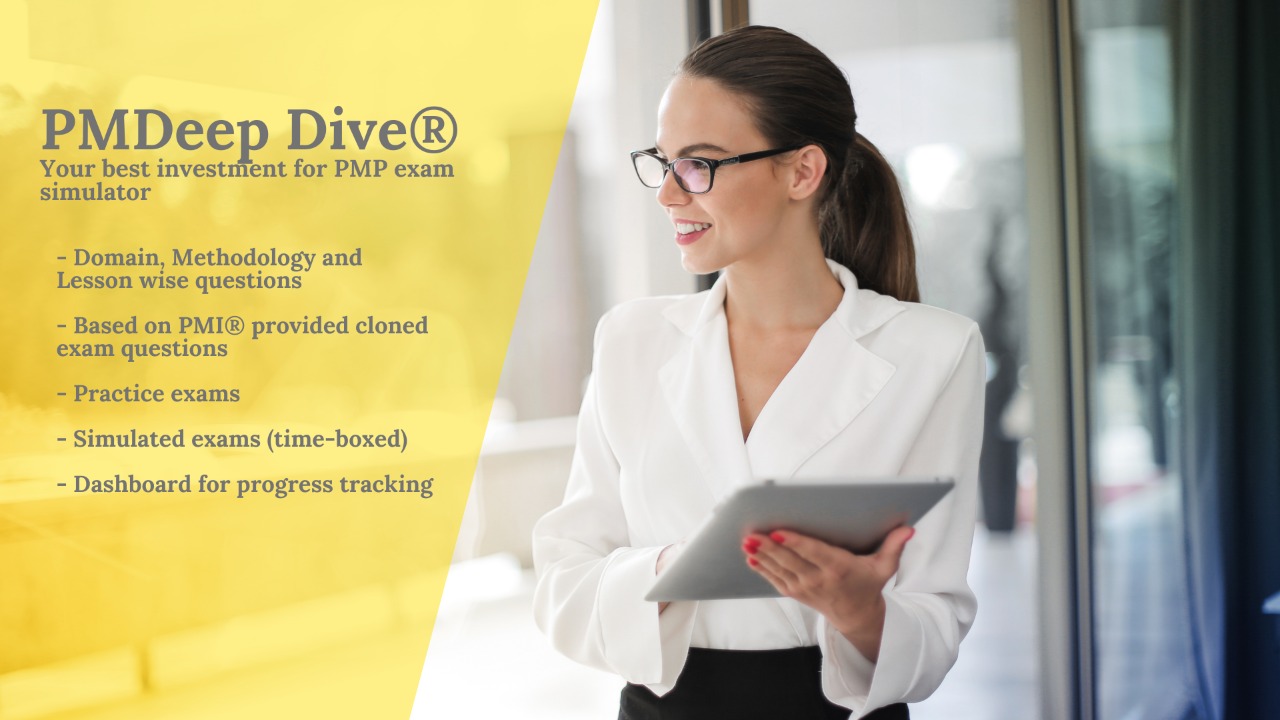 PMDeep Dive®
Your best investment for PMP exam
simulator
- Domain, Methodology and
Lesson wise questions
- Based on PMI® provided cloned
exam questions
- Practice exams
- Simulated exams (time-boxed)
- Dashboard for progress tracking